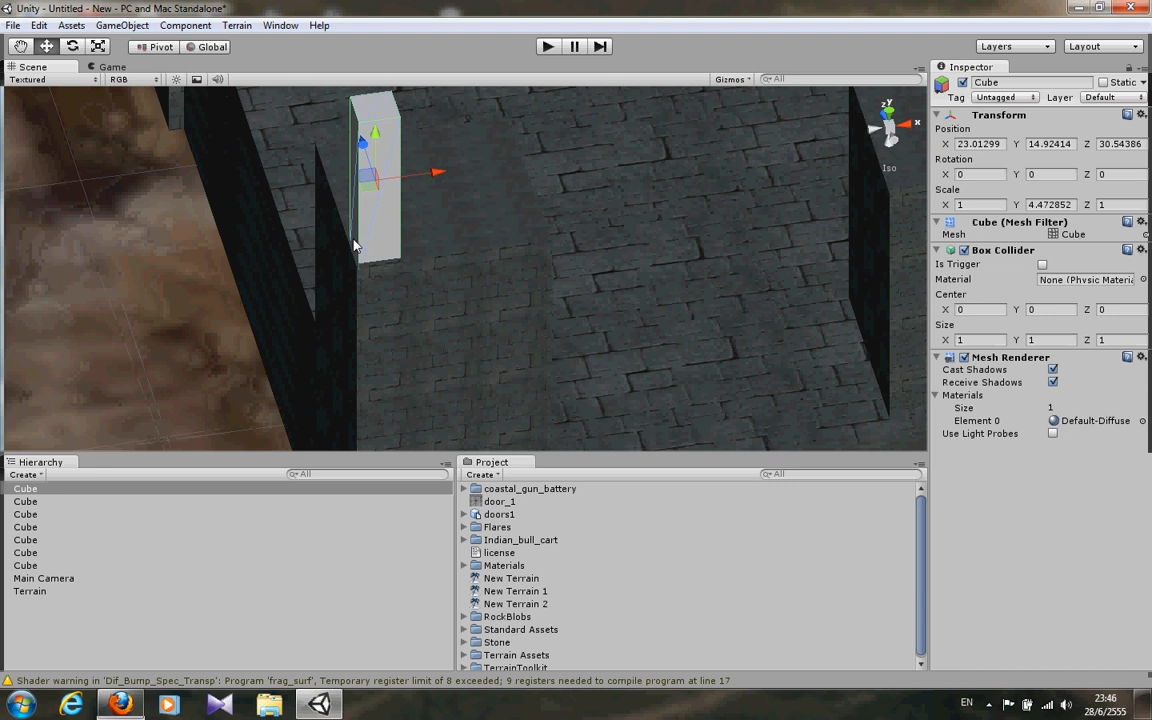 Unity - Untitled - New - PC and Mac Standalone*
File Edit Assets GameObject Component Terrain Window Help
Pivot Global Layers Layout
Scene Game
Textured RGB Gizmos All
z y
x
Iso
Inspector
Cube Static
Tag Untagged Layer Default
Transform
Position
X 23.01299 Y 14.92414 Z 30.54386
Rotation
X 0 Y 0 Z 0
Scale
X 1 Y 4.472852 Z 1
Cube (Mesh Filter)
Mesh Cube
Box Collider
Is Trigger
Material None (Physic Materia
Center
X 0 Y 0 Z 0
Size
X 1 Y 1 Z 1
Mesh Renderer
Cast Shadows
Receive Shadows
Materials
Size 1
Element 0 Default-Diffuse
Use Light Probes
Hierarchy
Create All
Cube
Cube
Cube
Cube
Cube
Cube
Cube
Main Camera
Terrain
Project
Create All
coastal_gun_battery
door_1
doors1
Flares
Indian_bull_cart
license
Materials
New Terrain
New Terrain 1
New Terrain 2
RockBlobs
Standard Assets
Stone
Terrain Assets
TerrainToolkit
Shader warning in 'Dif_Bump_Spec_Transp': Program 'frag_surf', Temporary register limit of 8 exceeded; 9 registers needed to compile program at line 17
EN
23:46
28/6/2555